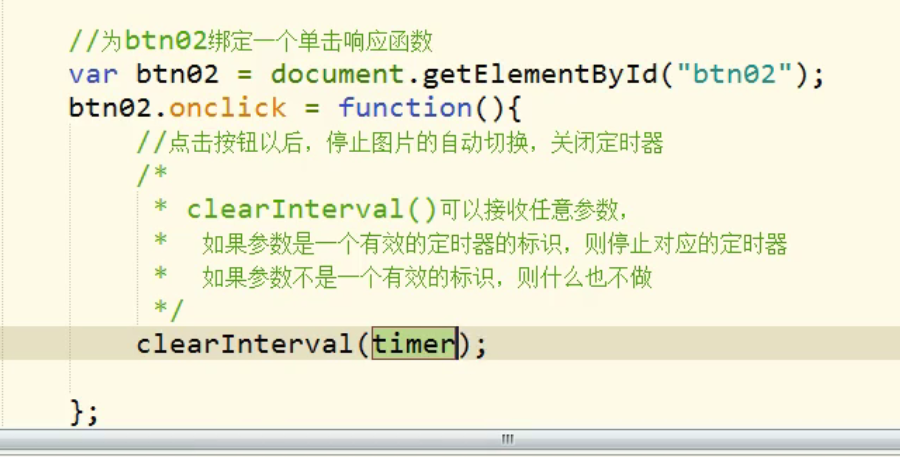 //为btn02绑定一个单击响应函数
var btn02 = document.getElementById("btn02");
btn02.onclick = function(){
//点击按钮以后，停止图片的自动切换，关闭定时器
/*
* clearInterval()可以接收任意参数，
* 如果参数是一个有效的定时器的标识，则停止对应的定时器
* 如果参数不是一个有效的标识，则什么也不做
*/
clearInterval(timer);
};